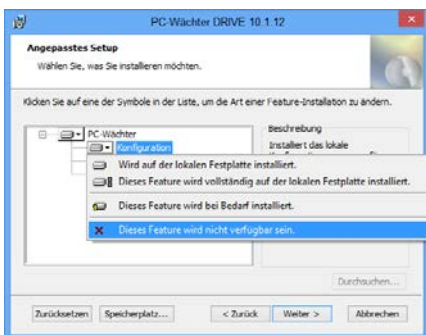 PC-Wächter DRIVE 10.1.12
Angepasstes Setup
Wählen Sie, was Sie installieren möchten.
Klicken Sie auf eine der Symbole in der Liste, um die Art einer Feature-Installation zu ändern.
PC-Wächter
Beschreibung
Konfiguration
Installiert das lokale
Wird auf der lokalen Festplatte installiert.
Dieses Feature wird vollständig auf der lokalen Festplatte installiert.
Dieses Feature wird bei Bedarf installiert.
Dieses Feature wird nicht verfügbar sein.
Durchsuchen...
Zurücksetzen Speicherplatz... < Zurück Weiter > Abbrechen